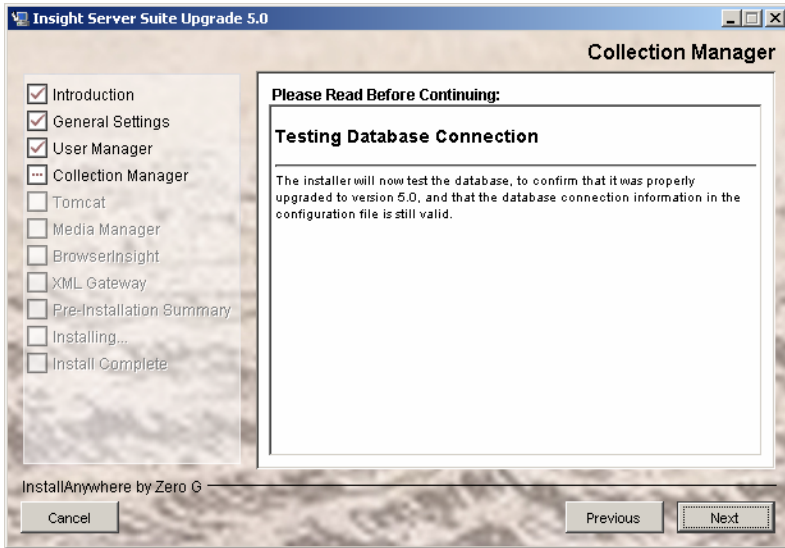 Insight Server Suite Upgrade 5.0
Collection Manager
Introduction
General Settings
User Manager
Collection Manager
Tomcat
Media Manager
BrowserInsight
XML Gateway
Pre-Installation Summary
Installing...
Install Complete
Please Read Before Continuing:
Testing Database Connection
The installer will now test the database, to confirm that it was properly
upgraded to version 5.0, and that the database connection information in the
configuration file is still valid.
InstallAnywhere by Zero G
Cancel
Previous
Next